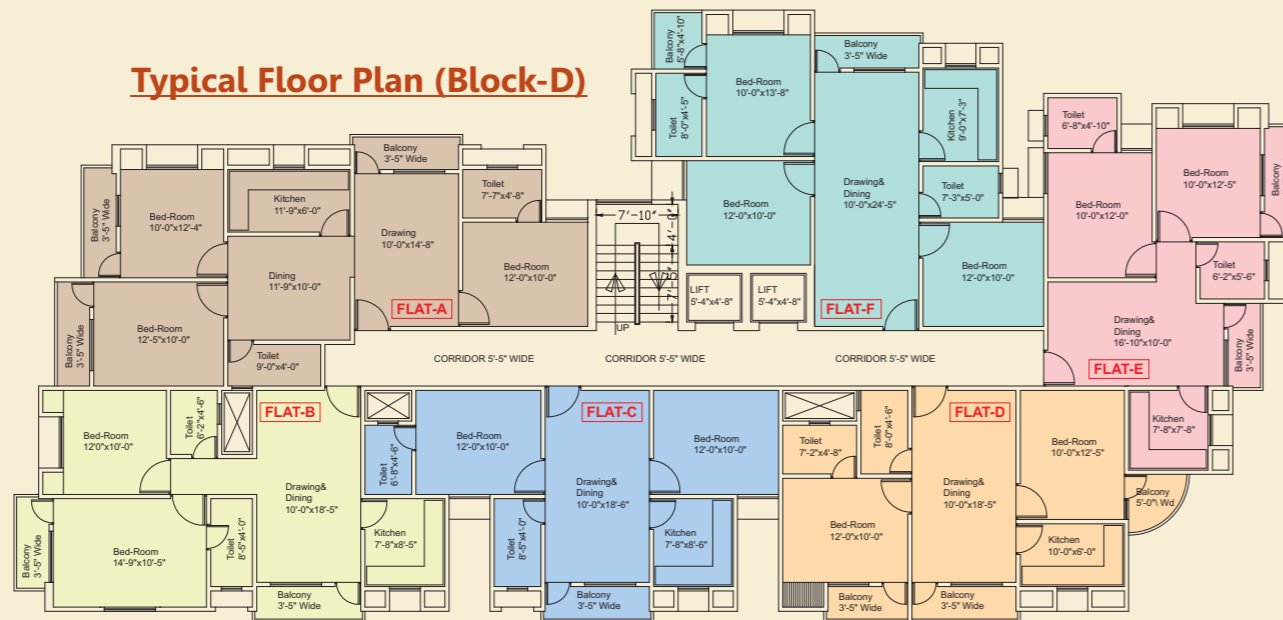 Typical Floor Plan (Block-D)
Balcony
3'-5" Wide
Bed-Room
10'-0"x12'-4"
Kitchen
11'-9"x6'-0"
Balcony
3'-5" Wide
Toilet
7'-7"x4'-8"
Drawing
10'-0"x14'-8"
Dining
11'-9"x10'-0"
Bed-Room
12'-0"x10'-0"
FLAT-A
Balcony
3'-5" Wide
Bed-Room
12'-5"x10'-0"
Toilet
9'-0"x4'-0"
7'-10"
UP
LIFT
5'-4"x4'-8"
LIFT
5'-4"x4'-8"
Balcony
5'-8"x4'-10"
Bed-Room
10'-0"x13'-8"
Balcony
3'-5" Wide
Toilet
8'-0"x4'-5"
Kitchen
9'-0"x7'-3"
Bed-Room
12'-0"x10'-0"
Drawing&
Dining
10'-0"x24'-5"
Toilet
7'-3"x5'-0"
Bed-Room
12'-0"x10'-0"
FLAT-F
Toilet
6'-8"x4'-10"
Bed-Room
10'-0"x12'-0"
Bed-Room
10'-0"x12'-5"
Balcony
Toilet
6'-2"x5'-6"
Drawing&
Dining
16'-10"x10'-0"
Balcony
3'-5" Wide
FLAT-E
Kitchen
7'-8"x7'-8"
CORRIDOR 5'-5" WIDE
CORRIDOR 5'-5" WIDE
CORRIDOR 5'-5" WIDE
Bed-Room
12'0"x10'-0"
Toilet
6'-2"x4'-6"
FLAT-B
Drawing&
Dining
10'-0"x18'-5"
Balcony
3'-5" Wide
Bed-Room
14'-9"x10'-5"
Toilet
8'-5"x4'-0"
Kitchen
7'-8"x8'-5"
Balcony
3'-5" Wide
Toilet
6'-8"x4'-6"
Bed-Room
12'-0"x10'-0"
FLAT-C
Bed-Room
12'-0"x10'-0"
Drawing&
Dining
10'-0"x18'-6"
Toilet
8'-5"x4'-0"
Kitchen
7'-8"x8'-6"
Balcony
3'-5" Wide
Toilet
7'-2"x4'-8"
Toilet
8'-0"x4'-6"
FLAT-D
Bed-Room
10'-0"x12'-5"
Drawing&
Dining
10'-0"x18'-5"
Bed-Room
12'-0"x10'-0"
Balcony
5'-0"\ Wd
Kitchen
10'-0"x6'-0"
Balcony
3'-5" Wide
Balcony
3'-5" Wide